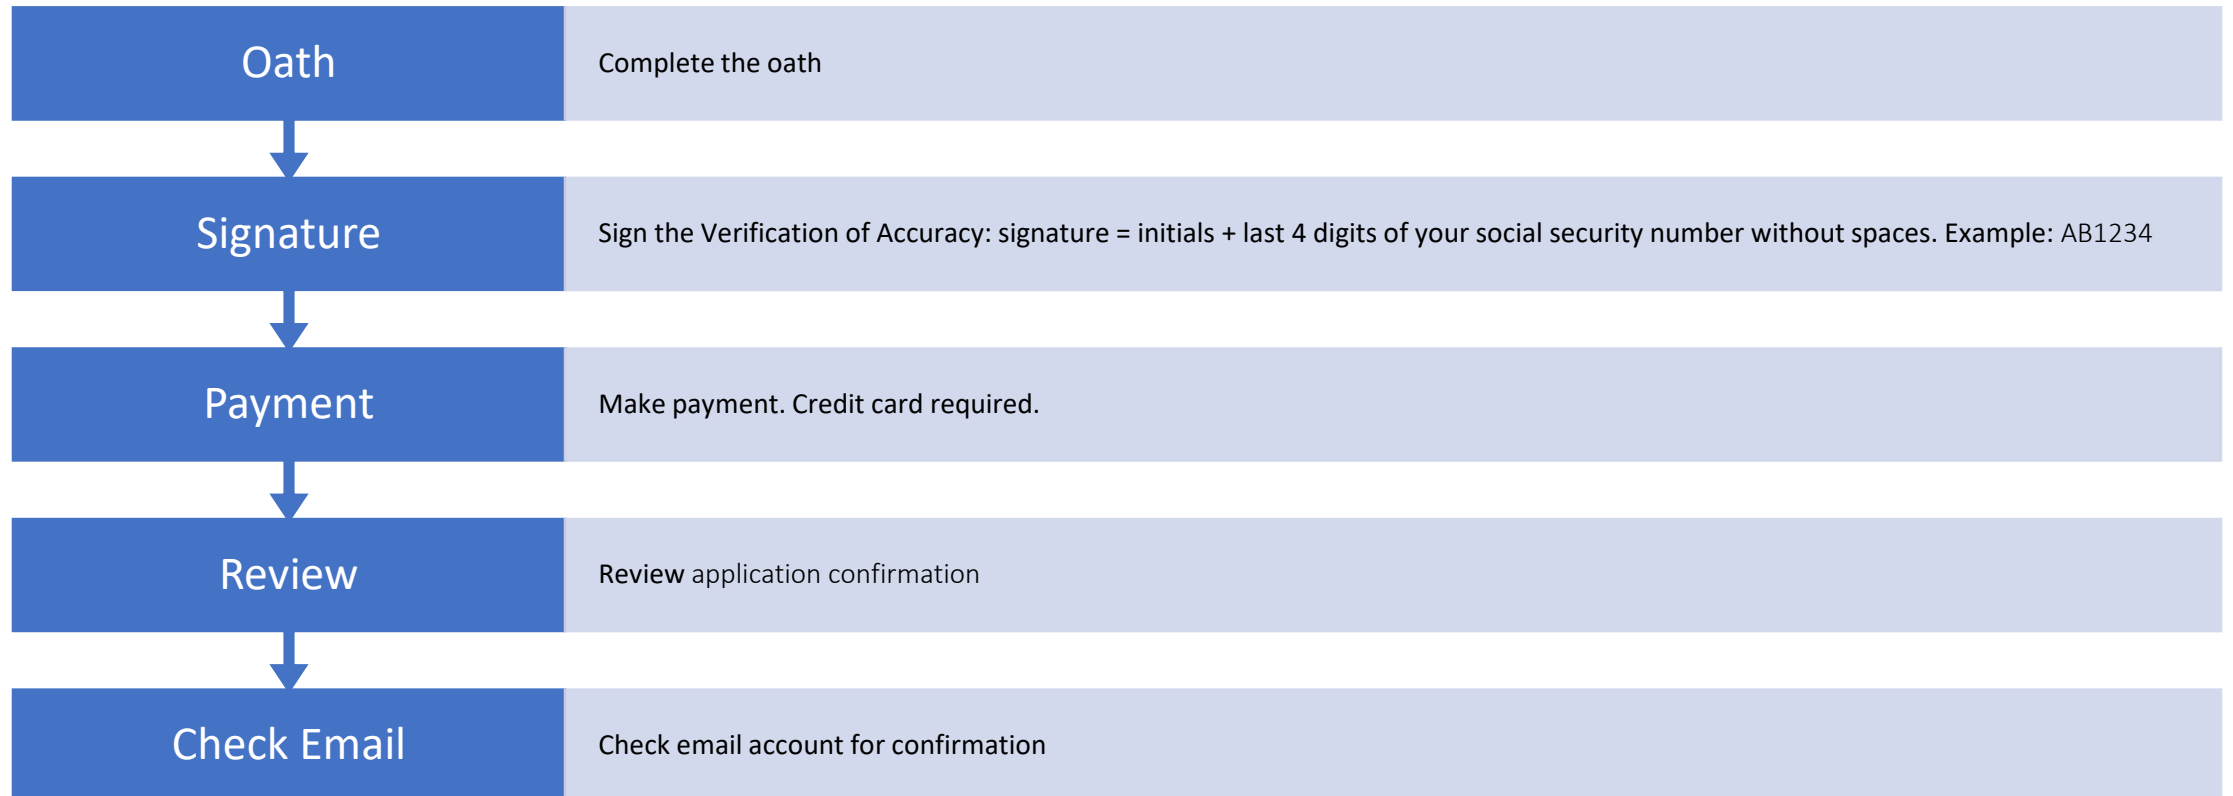 Oath
Complete the oath
Signature
Sign the Verification of Accuracy: signature = initials + last 4 digits of your social security number without spaces. Example: AB1234
Payment
Make payment. Credit card required.
Review
Review application confirmation
Check Email
Check email account for confirmation